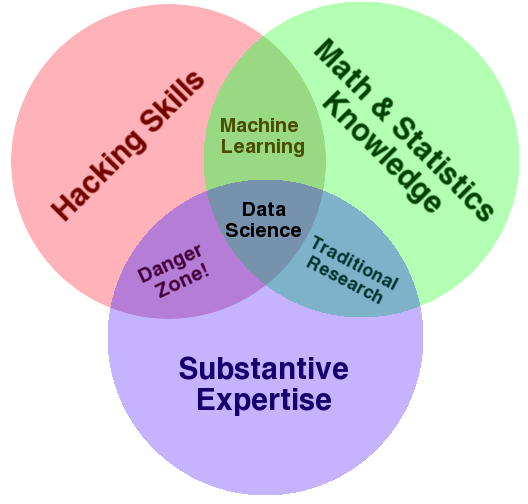 Hacking Skills
Math & Statistics
Knowledge
Machine
Learning
Data
Science
Danger
Zone!
Traditional
Research
Substantive
Expertise